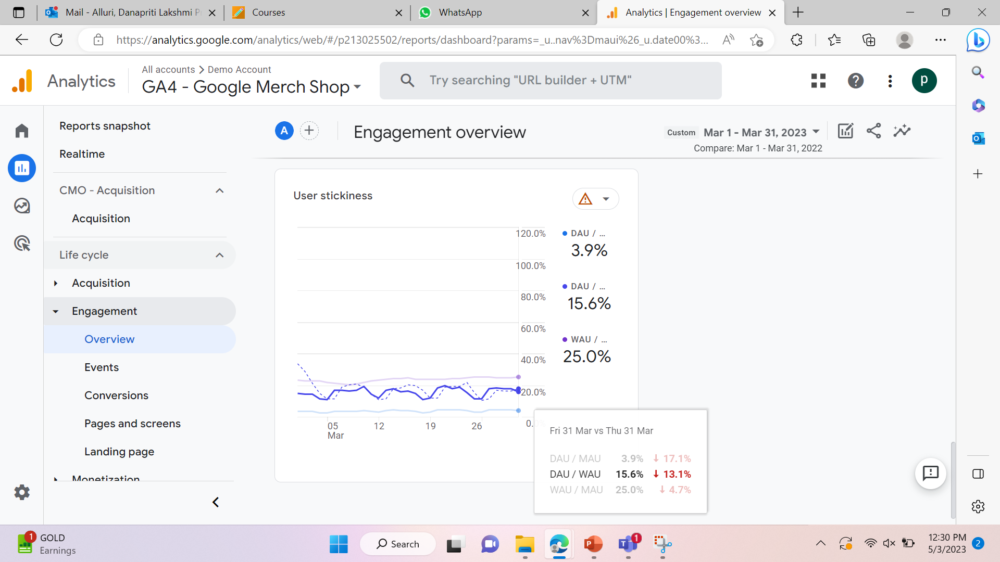 Mail - Alluri, Danapriti Lakshmi P
Courses
WhatsApp
Analytics | Engagement overview
https://analytics.google.com/analytics/web/#/p213025502/reports/dashboard?params=_u..nav%3Dmaui%26_u.date00%3...
Analytics
All accounts > Demo Account
GA4 - Google Merch Shop
Try searching "URL builder + UTM"
p
Reports snapshot
Realtime
CMO - Acquisition
Acquisition
Life cycle
Acquisition
Engagement
Overview
Events
Conversions
Pages and screens
Landing page
Monetization
A
Engagement overview
Custom Mar 1 - Mar 31, 2023
Compare: Mar 1 - Mar 31, 2022
User stickiness
120.0%
100.0%
80.0%
60.0%
40.0%
20.0%
05
Mar
12
19
26
DAU / ...
3.9%
DAU / ...
15.6%
WAU / ...
25.0%
Fri 31 Mar vs Thu 31 Mar
DAU / MAU 3.9% ↓ 17.1%
DAU / WAU 15.6% ↓ 13.1%
WAU / MAU 25.0% ↓ 4.7%
1
GOLD
Earnings
Search
1
12:30 PM
5/3/2023
2